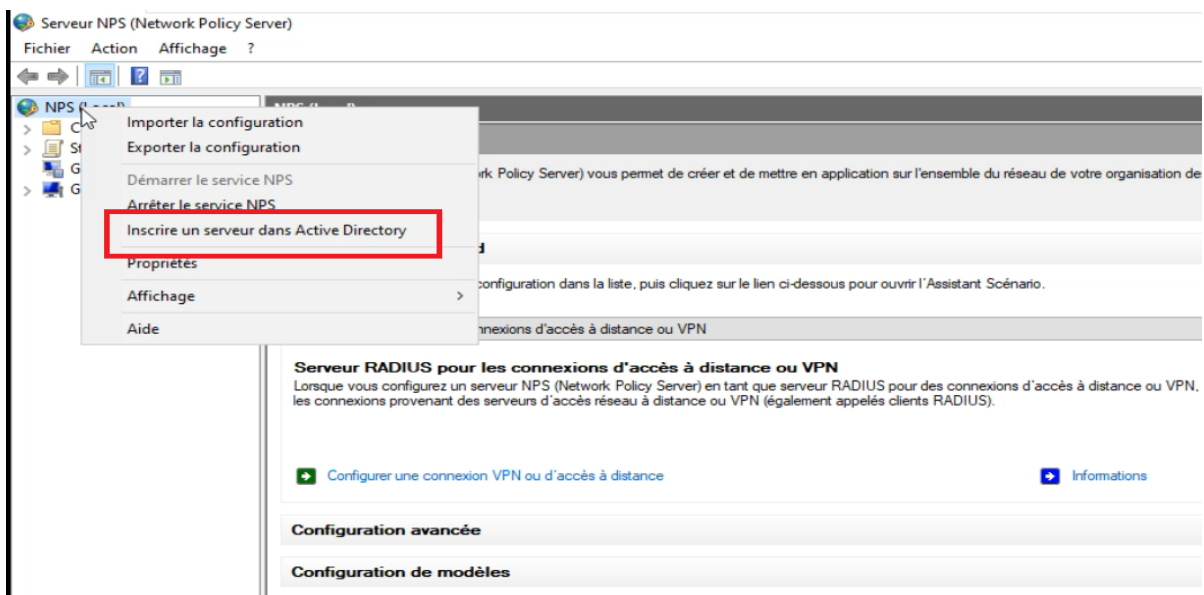 Serveur NPS (Network Policy Server)
Fichier Action Affichage ?
NPS (Local)
Importer la configuration
Exporter la configuration
Démarrer le service NPS
Arrêter le service NPS
Inscrire un serveur dans Active Directory
Propriétés
Affichage
Aide
NPS (Local)
rk Policy Server) vous permet de créer et de mettre en application sur l'ensemble du réseau de votre organisation de
configuration dans la liste, puis cliquez sur le lien ci-dessous pour ouvrir l'Assistant Scénario.
nnexions d'accès à distance ou VPN
Serveur RADIUS pour les connexions d'accès à distance ou VPN
Lorsque vous configurez un serveur NPS (Network Policy Server) en tant que serveur RADIUS pour des connexions d'accès à distance ou VPN,
les connexions provenant des serveurs d'accès réseau à distance ou VPN (également appelés clients RADIUS).
Configurer une connexion VPN ou d'accès à distance
Informations
Configuration avancée
Configuration de modèles